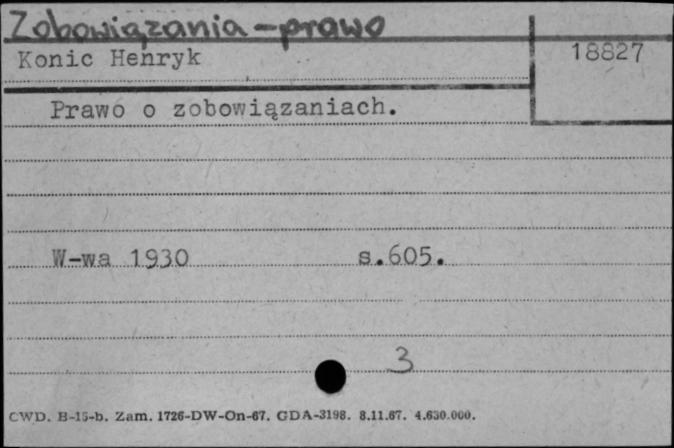 Zobowiązania – prawo
Konic Henryk
18827
Prawo o zobowiązaniach.
W-wa 1930 s.605.
3
CWD. B-15-b. Zam. 1726-DW-On-67. GDA-3198. 8.11.67. 4.630.000.